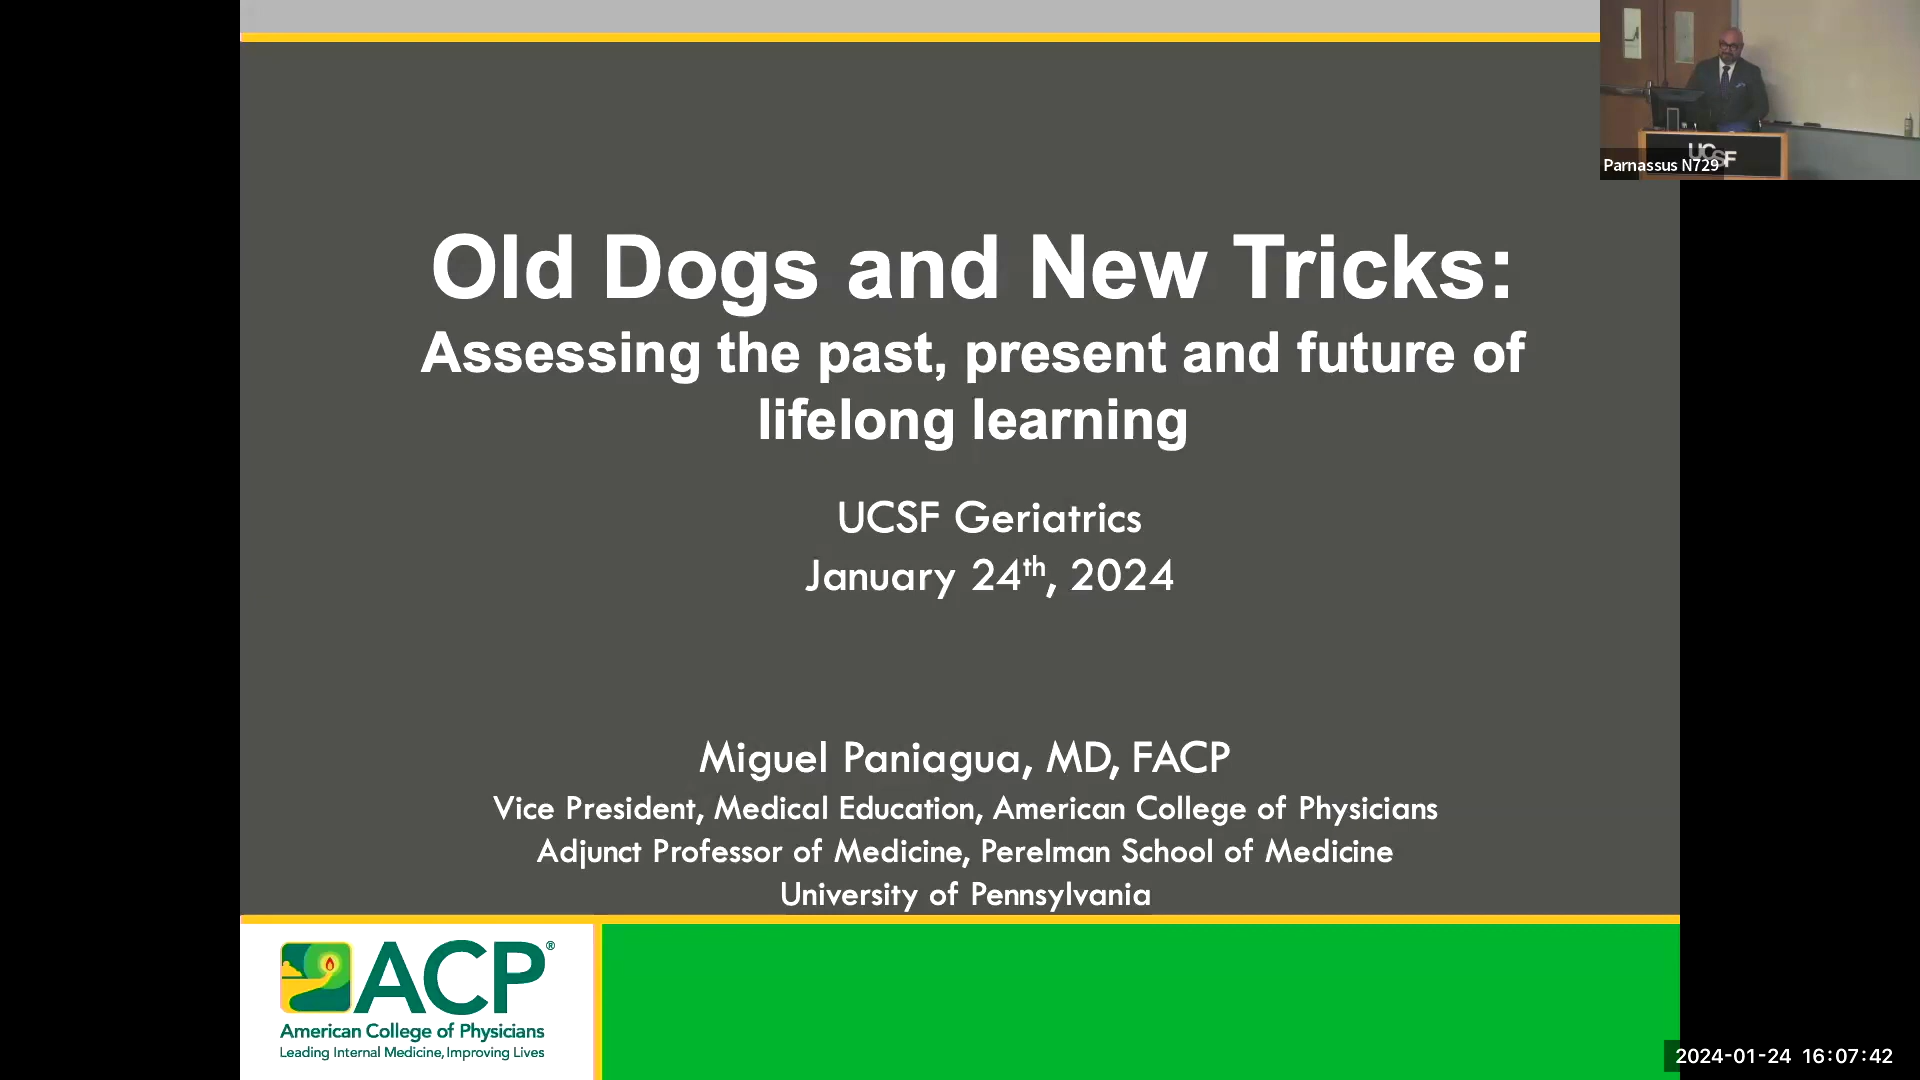 Old Dogs and New Tricks:
Assessing the past, present and future of
lifelong learning
UCSF Geriatrics
January 24th, 2024
Miguel Paniagua, MD, FACP
Vice President, Medical Education, American College of Physicians
Adjunct Professor of Medicine, Perelman School of Medicine
University of Pennsylvania
ACP®
American College of Physicians
Leading Internal Medicine, Improving Lives
UCSF
Parnassus N729
2024-01-24 16:07:42